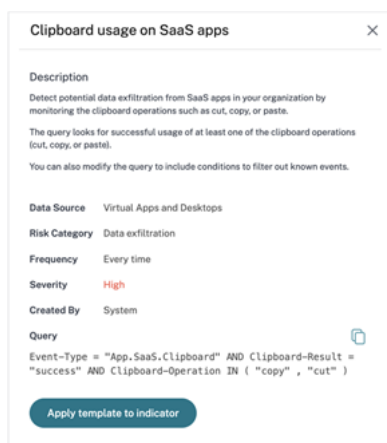 Clipboard usage on SaaS apps
Description
Detect potential data exfiltration from SaaS apps in your organization by
monitoring the clipboard operations such as cut, copy, or paste.
The query looks for successful usage of at least one of the clipboard operations
(cut, copy, or paste).
You can also modify the query to include conditions to filter out known events.
Data Source Virtual Apps and Desktops
Risk Category Data exfiltration
Frequency Every time
Severity High
Created By System
Query
Event-Type = "App.SaaS.Clipboard" AND Clipboard-Result =
"success" AND Clipboard-Operation IN ( "copy" , "cut" )
Apply template to indicator